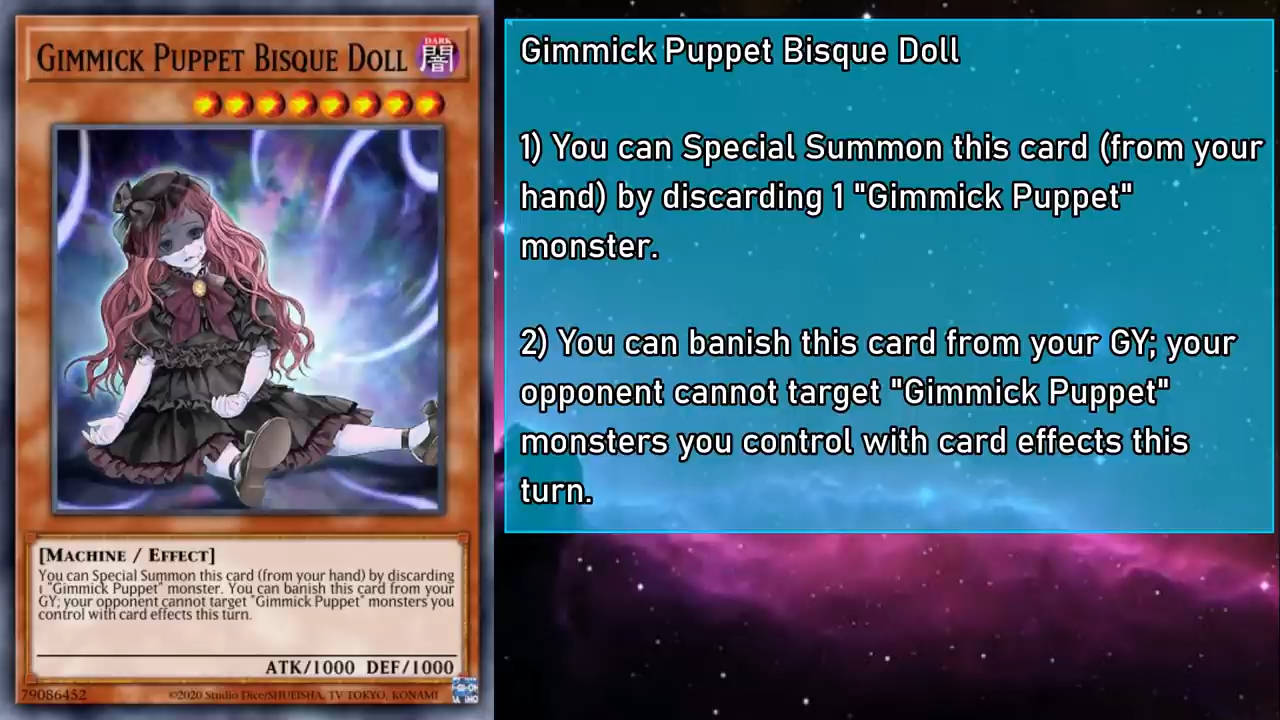 GIMMICK PUPPET BISQUE DOLL
DARK
闇
[MACHINE / EFFECT]
You can Special Summon this card (from your hand) by discarding
1 "Gimmick Puppet" monster. You can banish this card from your
GY; your opponent cannot target "Gimmick Puppet" monsters you
control with card effects this turn.
ATK/1000 DEF/1000
79086452
©2020 Studio Dice/SHUEISHA, TV TOKYO, KONAMI
Gimmick Puppet Bisque Doll
1) You can Special Summon this card (from your
hand) by discarding 1 "Gimmick Puppet"
monster.
2) You can banish this card from your GY; your
opponent cannot target "Gimmick Puppet"
monsters you control with card effects this
turn.